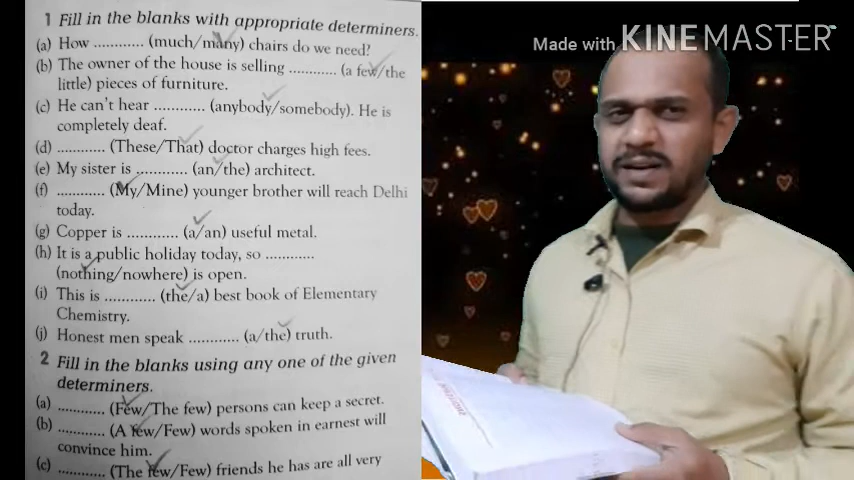 1 Fill in the blanks with appropriate determiners.
(a) How ............ (much/many) chairs do we need?
(b) The owner of the house is selling ............ (a few/the
little) pieces of furniture.
(c) He can't hear ............ (anybody/somebody). He is
completely deaf.
(d) ............ (These/That) doctor charges high fees.
(e) My sister is ............ (an/the) architect.
(f) ............ (My/Mine) younger brother will reach Delhi
today.
(g) Copper is ............ (a/an) useful metal.
(h) It is a public holiday today, so ............
(nothing/nowhere) is open.
(i) This is ............ (the/a) best book of Elementary
Chemistry.
(j) Honest men speak ............ (a/the) truth.
2 Fill in the blanks using any one of the given
determiners.
(a) ............ (Few/The few) persons can keep a secret.
(b) ............ (A few/Few) words spoken in earnest will
convince him.
(c) ............ (The few/Few) friends he has are all very
Made with KINEMASTER